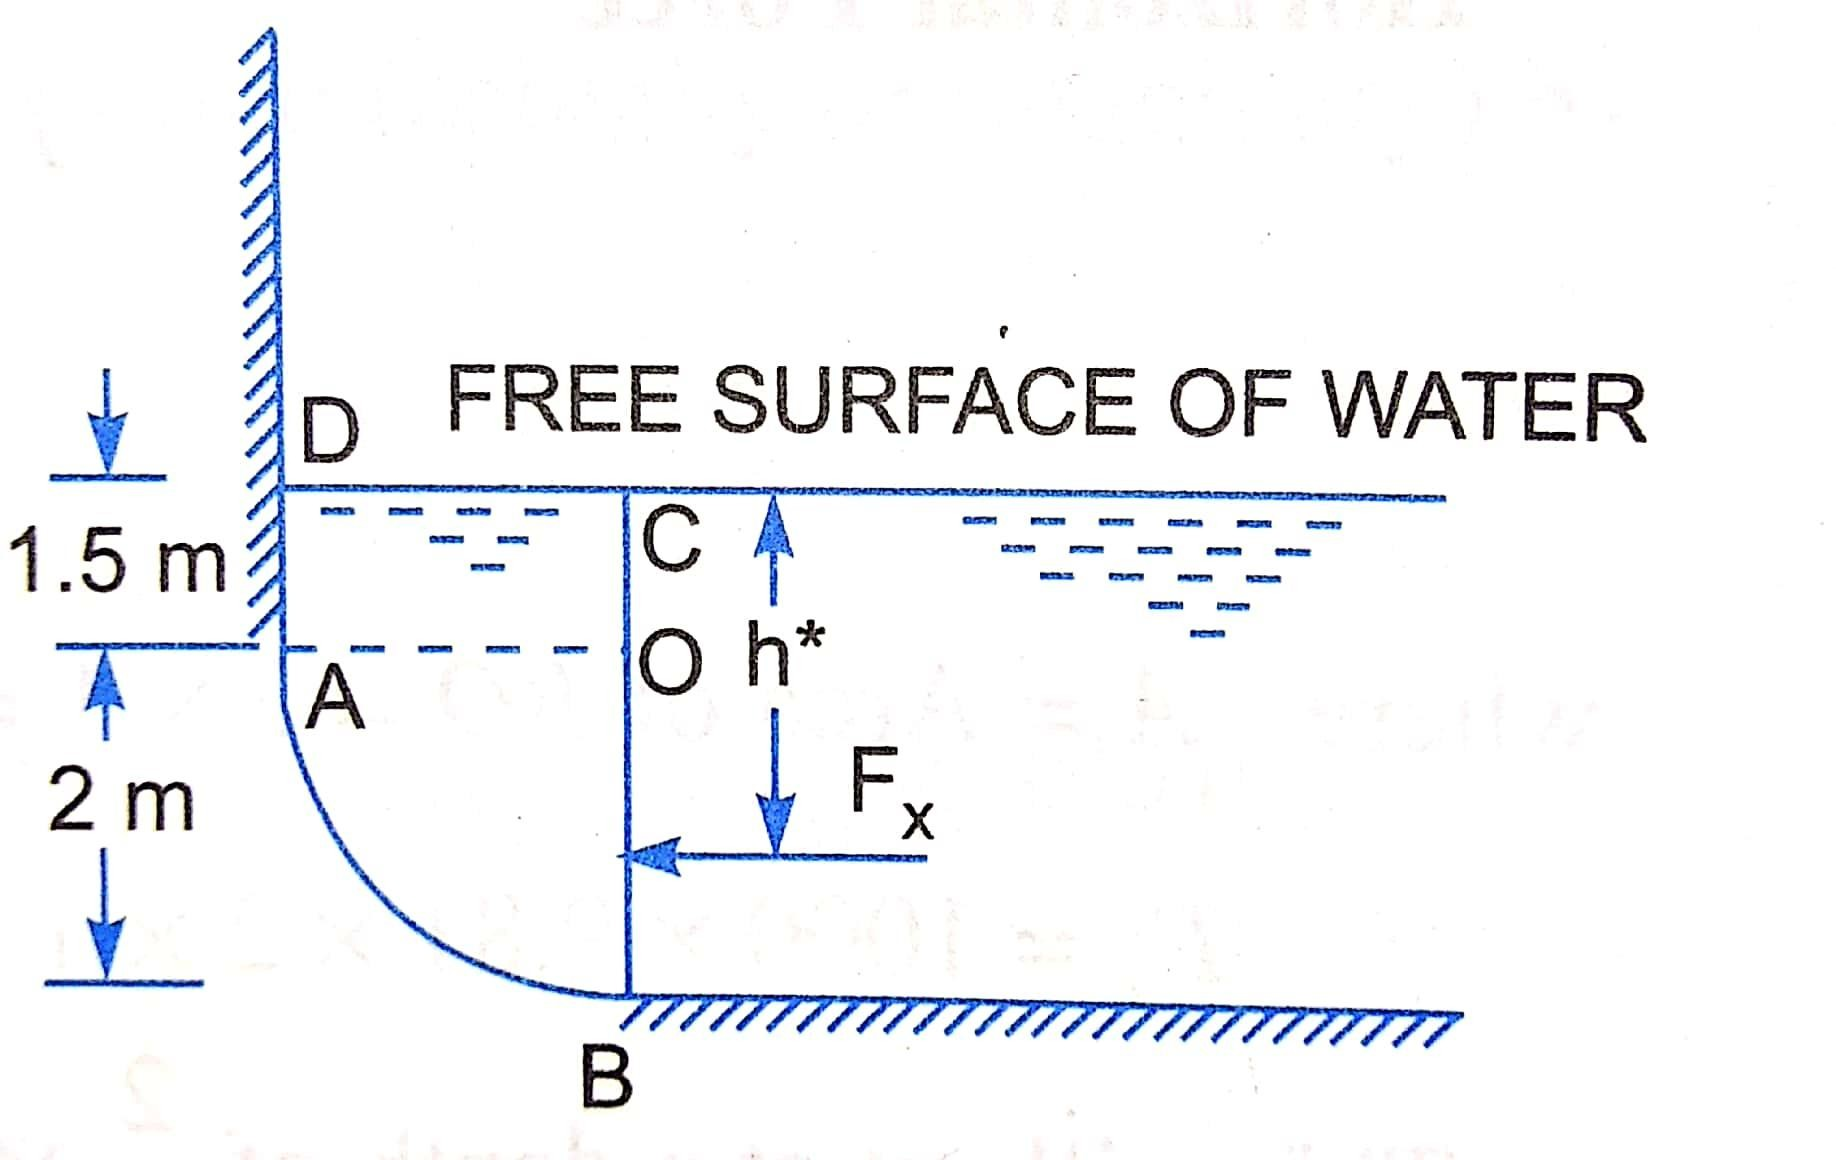 D FREE SURFACE OF WATER
1.5 m
C
O h*
A
2 m
Fx
B